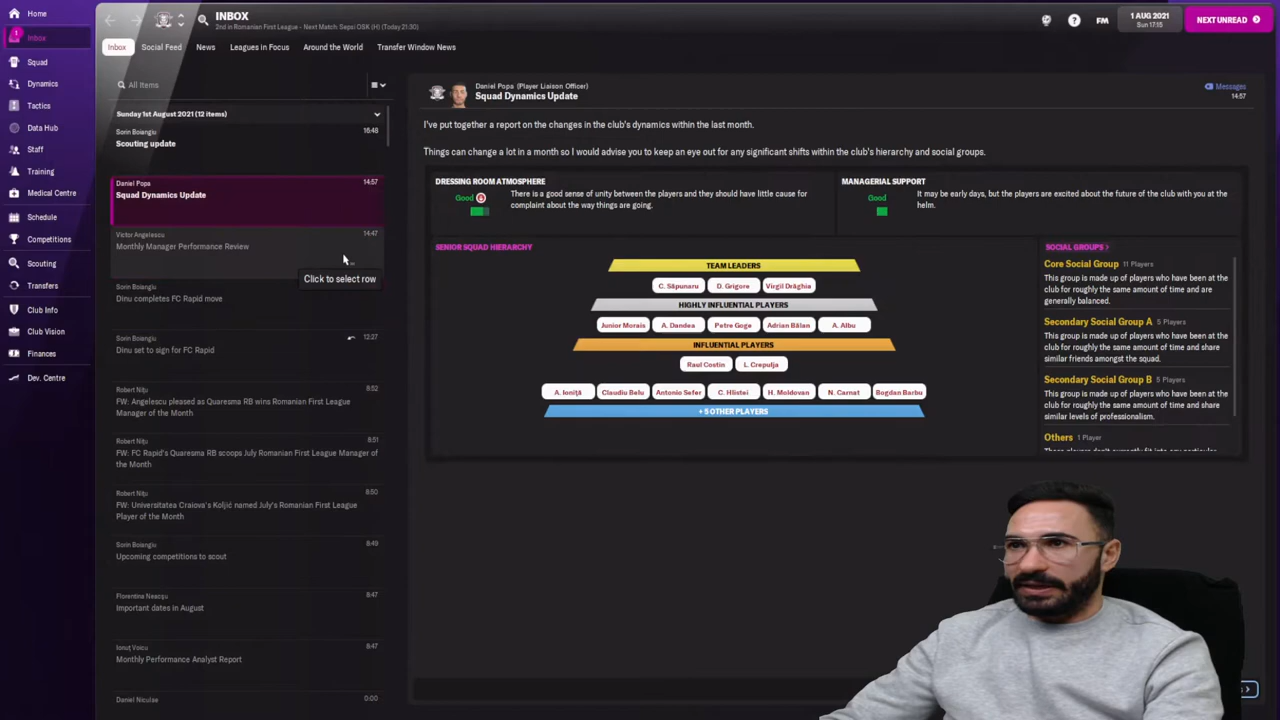 INBOX
2nd in Romanian First League - Next Match: Sepsi OSK (H) (Today 21:30)
FM
1 AUG 2021
Sun 17:15
NEXT UNREAD
Home
1
Inbox
Squad
Dynamics
Tactics
Data Hub
Staff
Training
Medical Centre
Schedule
Competitions
Scouting
Transfers
Club Info
Club Vision
Finances
Dev. Centre
Inbox
Social Feed
News
Leagues in Focus
Around the World
Transfer Window News
All Items
Sunday 1st August 2021 (12 items)
Sorin Boiangiu
16:48
Scouting update
Daniel Popa
14:57
Squad Dynamics Update
Victor Angelescu
14:47
Monthly Manager Performance Review
Click to select row
Sorin Boiangiu
Dinu completes FC Rapid move
Sorin Boiangiu
12:27
Dinu set to sign for FC Rapid
Robert Niţu
8:52
FW: Angelescu pleased as Quaresma RB wins Romanian First League
Manager of the Month
Robert Niţu
8:51
FW: FC Rapid's Quaresma RB scoops July Romanian First League Manager of
the Month
Robert Niţu
8:50
FW: Universitatea Craiova's Koljić named July's Romanian First League
Player of the Month
Sorin Boiangiu
8:49
Upcoming competitions to scout
Florentina Neacşu
8:47
Important dates in August
Ionuţ Voicu
8:47
Monthly Performance Analyst Report
Daniel Niculae
0:00
Daniel Popa (Player Liaison Officer)
Squad Dynamics Update
Messages
14:57
I've put together a report on the changes in the club's dynamics within the last month.
Things can change a lot in a month so I would advise you to keep an eye out for any significant shifts within the club's hierarchy and social groups.
DRESSING ROOM ATMOSPHERE
Good
There is a good sense of unity between the players and they should have little cause for
complaint about the way things are going.
MANAGERIAL SUPPORT
Good
It may be early days, but the players are excited about the future of the club with you at the
helm.
SENIOR SQUAD HIERARCHY
TEAM LEADERS
C. Săpunaru
D. Grigore
Virgil Drăghia
HIGHLY INFLUENTIAL PLAYERS
Junior Morais
A. Dandea
Petre Goge
Adrian Bălan
A. Albu
INFLUENTIAL PLAYERS
Raul Costin
L. Crepulja
A. Ioniţă
Claudiu Belu
Antonio Sefer
C. Hlistei
H. Moldovan
N. Carnat
Bogdan Barbu
+ 5 OTHER PLAYERS
SOCIAL GROUPS
Core Social Group 11 Players
This group is made up of players who have been at the
club for roughly the same amount of time and are
generally balanced.
Secondary Social Group A 5 Players
This group is made up of players who have been at the
club for roughly the same amount of time and share
similar friends amongst the squad.
Secondary Social Group B 5 Players
This group is made up of players who have been at the
club for roughly the same amount of time and share
similar levels of professionalism.
Others 1 Player